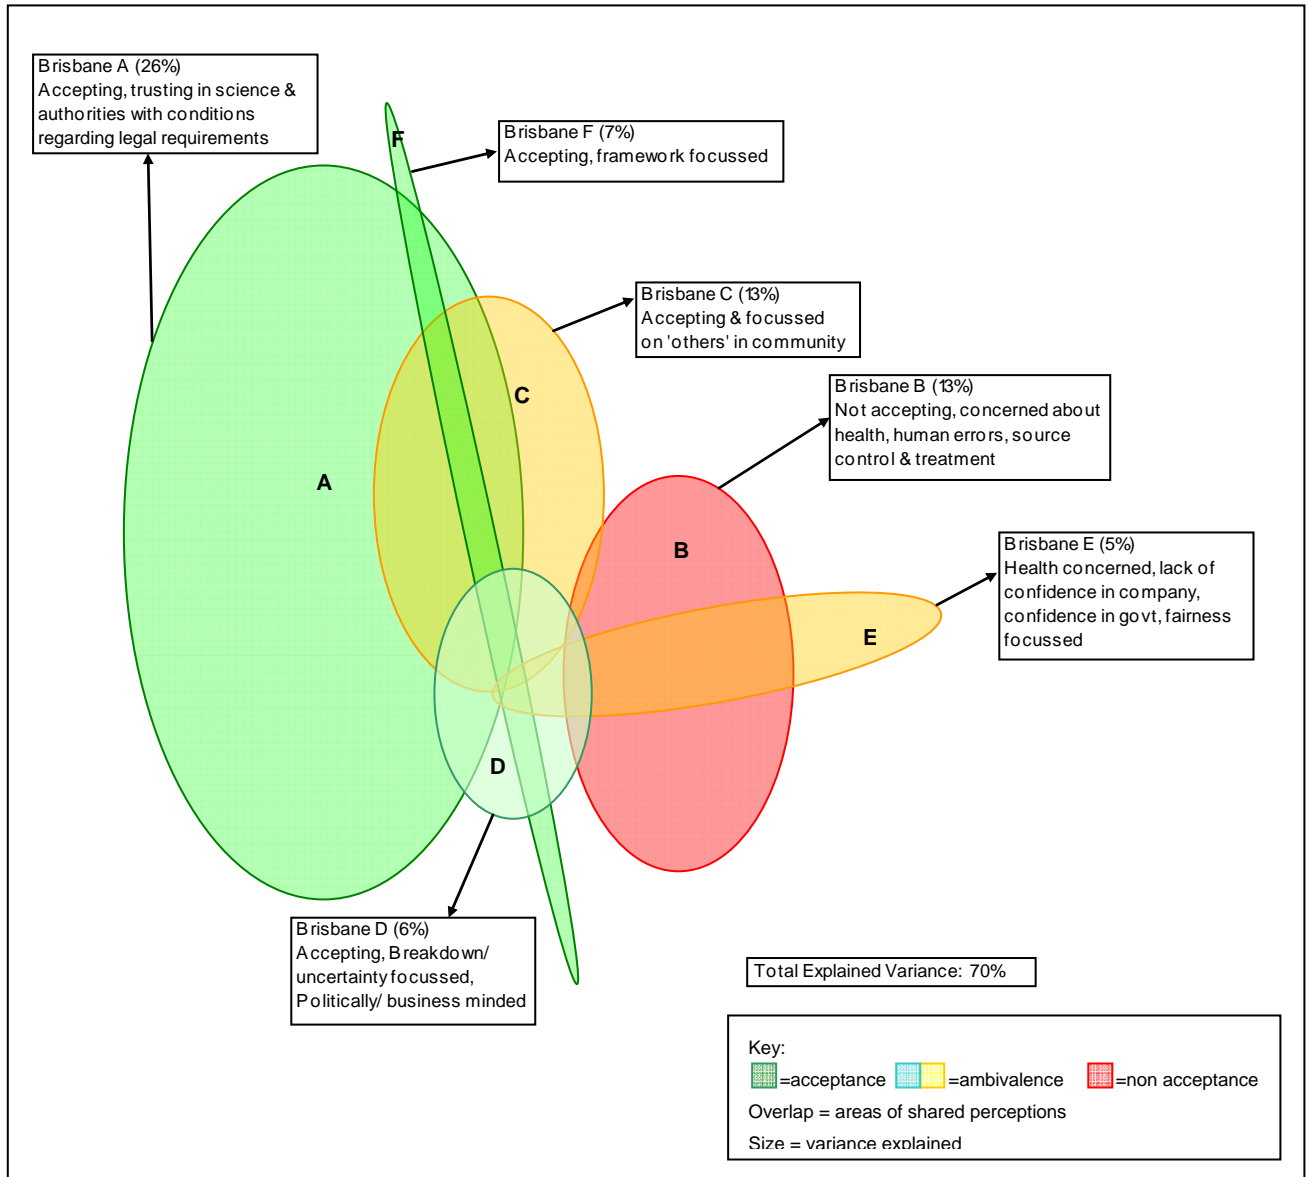 Brisbane A (26%)
Accepting, trusting in science &
authorities with conditions
regarding legal requirements
F
Brisbane F (7%)
Accepting, framework focussed
Brisbane C (13%)
Accepting & focussed
on 'others' in community
C
Brisbane B (13%)
Not accepting, concerned about
health, human errors, source
control & treatment
A
B
Brisbane E (5%)
Health concerned, lack of
confidence in company,
confidence in govt, fairness
focussed
E
D
Brisbane D (6%)
Accepting, Breakdown/
uncertainty focussed,
Politically/ business minded
Total Explained Variance: 70%
Key:
=acceptance =ambivalence =non acceptance
Overlap = areas of shared perceptions
Size = variance explained